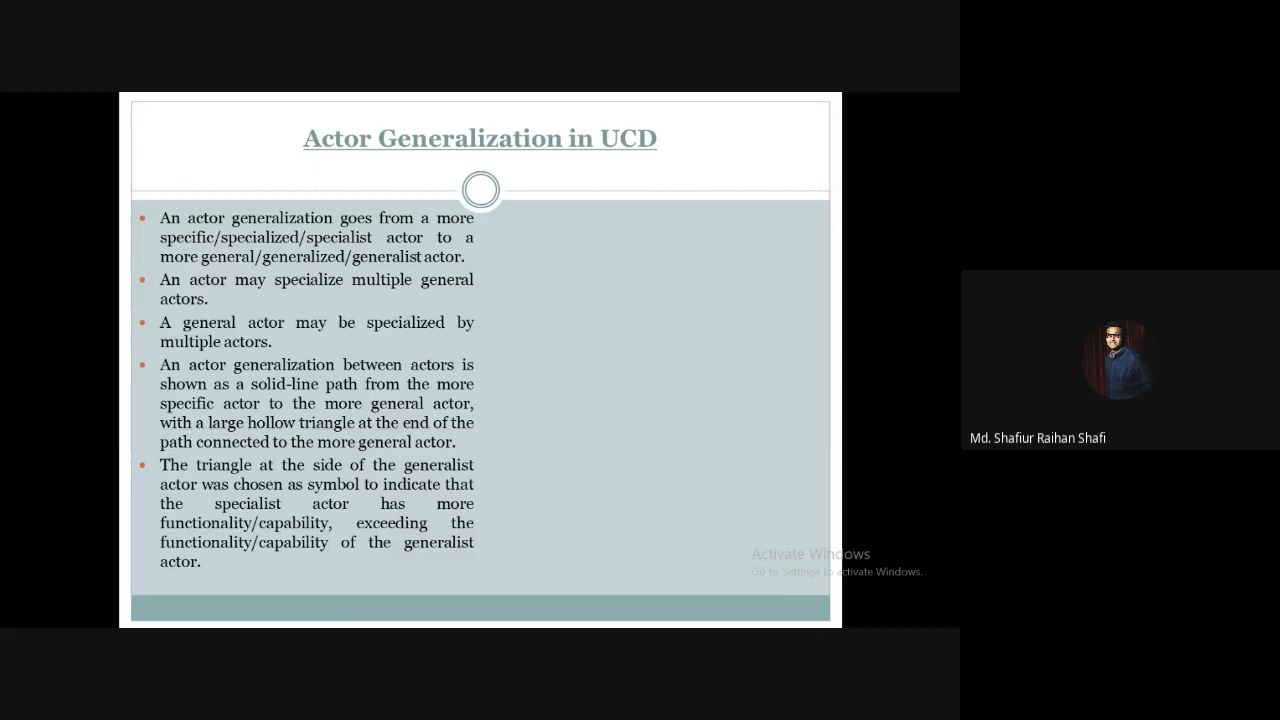 Actor Generalization in UCD
• An actor generalization goes from a more
specific/specialized/specialist actor to a
more general/generalized/generalist actor.
• An actor may specialize multiple general
actors.
• A general actor may be specialized by
multiple actors.
• An actor generalization between actors is
shown as a solid-line path from the more
specific actor to the more general actor,
with a large hollow triangle at the end of the
path connected to the more general actor.
• The triangle at the side of the generalist
actor was chosen as symbol to indicate that
the specialist actor has more
functionality/capability, exceeding the
functionality/capability of the generalist
actor.
Activate Windows
Go to Settings to activate Windows.
Md. Shafiur Raihan Shafi